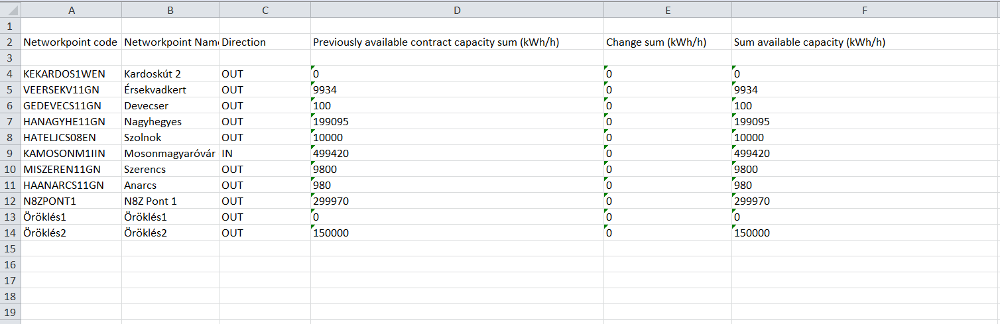 A B C D E F
1
2 Networkpoint code Networkpoint Nam Direction Previously available contract capacity sum (kWh/h) Change sum (kWh/h) Sum available capacity (kWh/h)
3
4 KEKARDOS1WEN Kardoskút 2 OUT 0 0 0
5 VEERSEKV11GN Érsekvadkert OUT 9934 0 9934
6 GEDEVECS11GN Devecser OUT 100 0 100
7 HANAGYHE11GN Nagyhegyes OUT 199095 0 199095
8 HATELJCS08EN Szolnok OUT 10000 0 10000
9 KAMOSONM1IIN Mosonmagyaróvár IN 499420 0 499420
10 MISZEREN11GN Szerencs OUT 9800 0 9800
11 HAANARCS11GN Anarcs OUT 980 0 980
12 N8ZPONT1 N8Z Pont 1 OUT 299970 0 299970
13 Öröklés1 Öröklés1 OUT 0 0 0
14 Öröklés2 Öröklés2 OUT 150000 0 150000
15
16
17
18
19